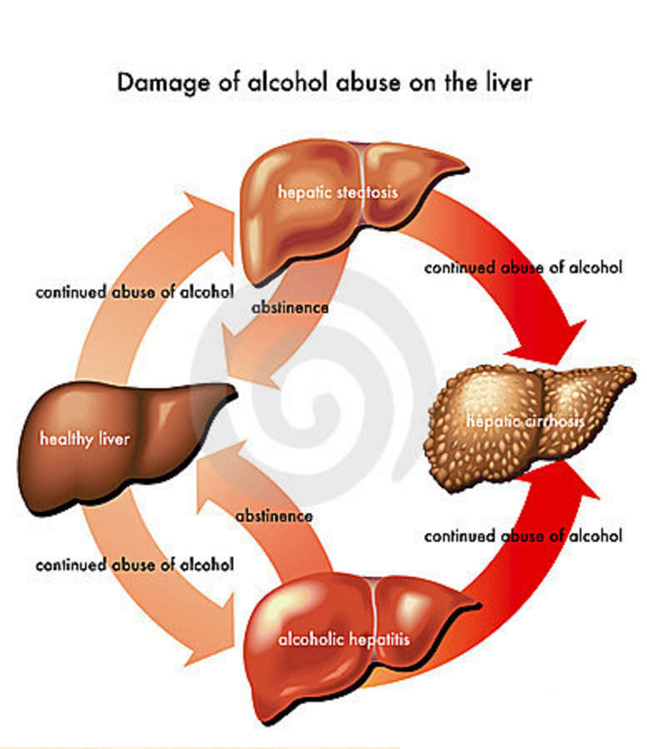 Damage of alcohol abuse on the liver
hepatic steatosis
continued abuse of alcohol
continued abuse of alcohol
abstinence
healthy liver
hepatic cirrhosis
abstinence
continued abuse of alcohol
continued abuse of alcohol
alcoholic hepatitis